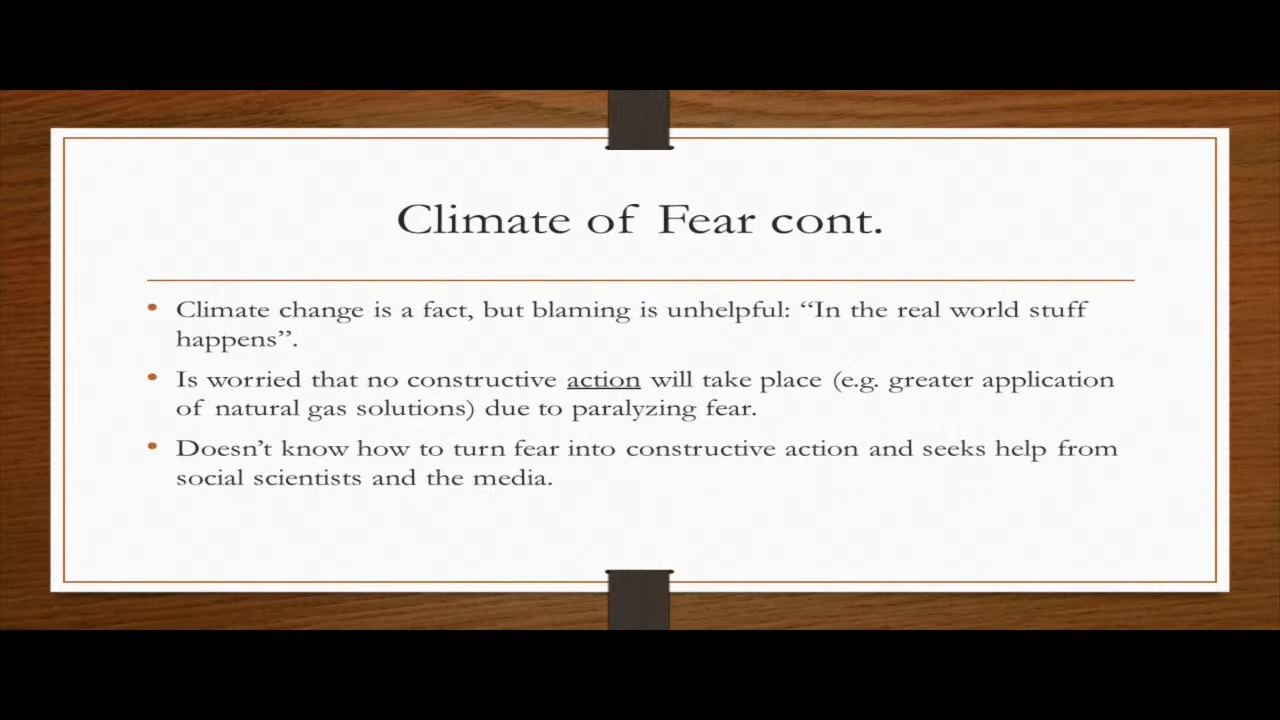 Climate of Fear cont.
• Climate change is a fact, but blaming is unhelpful: “In the real world stuff
happens”.
• Is worried that no constructive action will take place (e.g. greater application
of natural gas solutions) due to paralyzing fear.
• Doesn’t know how to turn fear into constructive action and seeks help from
social scientists and the media.